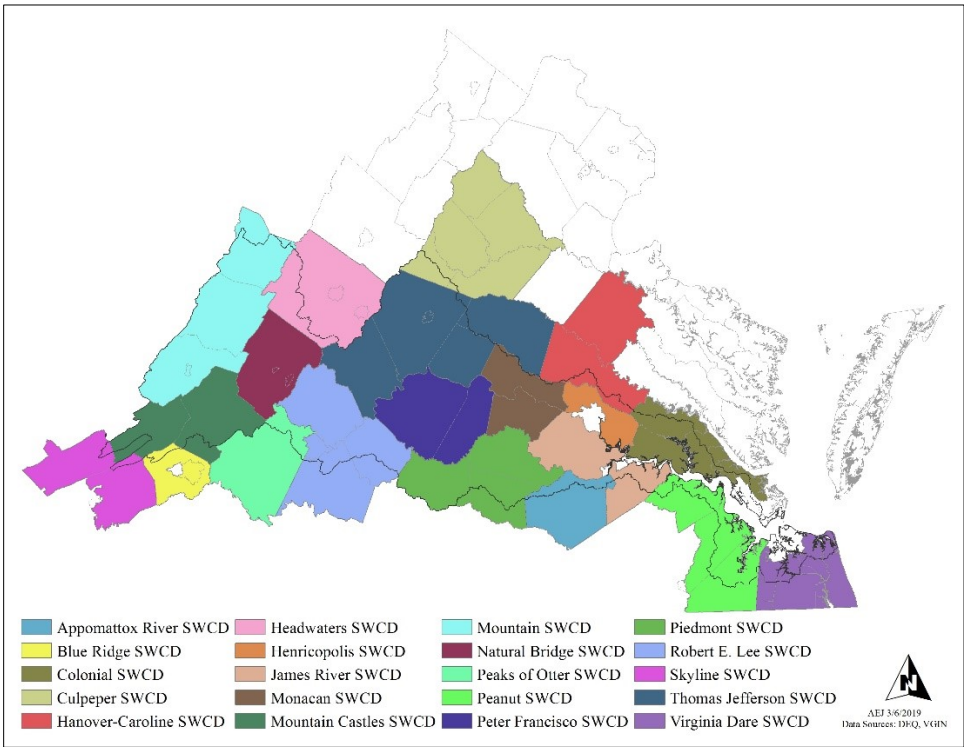 Appomattox River SWCD
Blue Ridge SWCD
Colonial SWCD
Culpeper SWCD
Hanover-Caroline SWCD
Headwaters SWCD
Henricopolis SWCD
James River SWCD
Monacan SWCD
Mountain Castles SWCD
Mountain SWCD
Natural Bridge SWCD
Peaks of Otter SWCD
Peanut SWCD
Peter Francisco SWCD
Piedmont SWCD
Robert E. Lee SWCD
Skyline SWCD
Thomas Jefferson SWCD
Virginia Dare SWCD
N
AEJ 3/6/2019
Data Sources: DEQ, VGIN